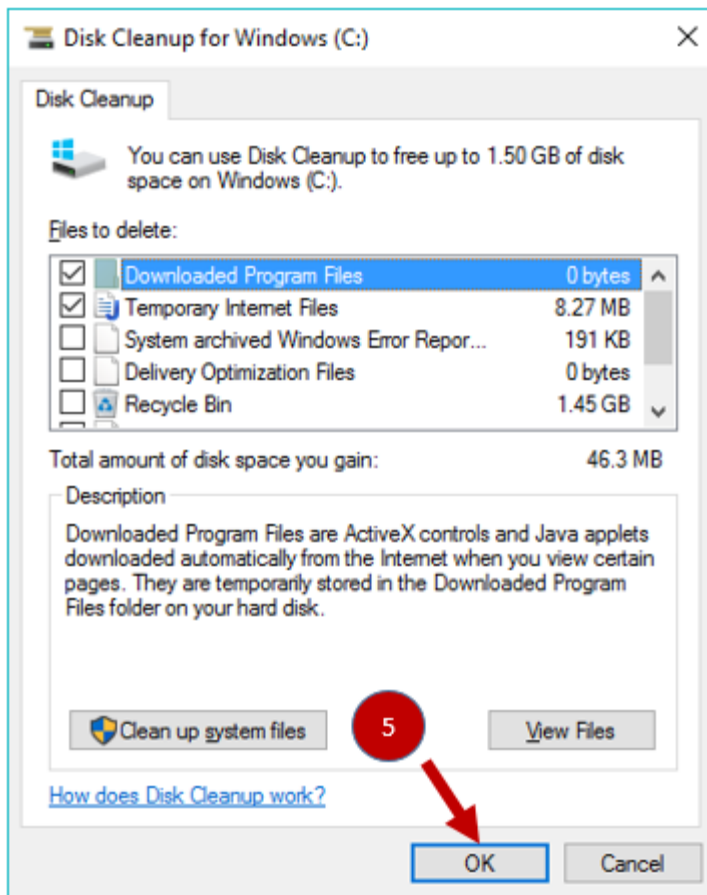 Disk Cleanup for Windows (C:)
Disk Cleanup
You can use Disk Cleanup to free up to 1.50 GB of disk
space on Windows (C:).
Files to delete:
Downloaded Program Files 0 bytes
Temporary Internet Files 8.27 MB
System archived Windows Error Repor... 191 KB
Delivery Optimization Files 0 bytes
Recycle Bin 1.45 GB
Total amount of disk space you gain: 46.3 MB
Description
Downloaded Program Files are ActiveX controls and Java applets
downloaded automatically from the Internet when you view certain
pages. They are temporarily stored in the Downloaded Program
Files folder on your hard disk.
Clean up system files 5 View Files
How does Disk Cleanup work?
OK Cancel